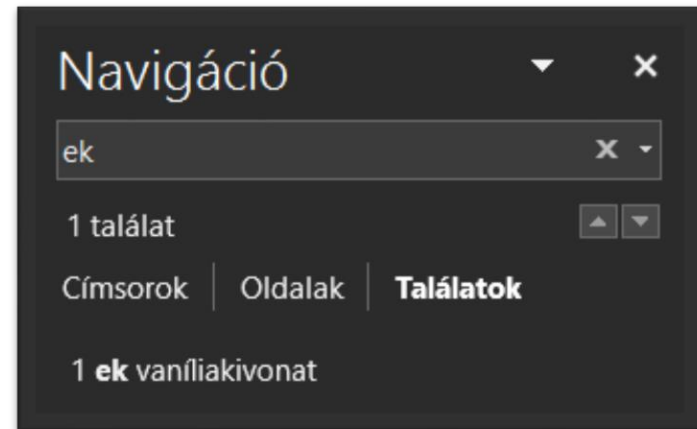 Navigáció
ek
1 találat
Címsorok Oldalak Találatok
1 ek vaníliakivonat